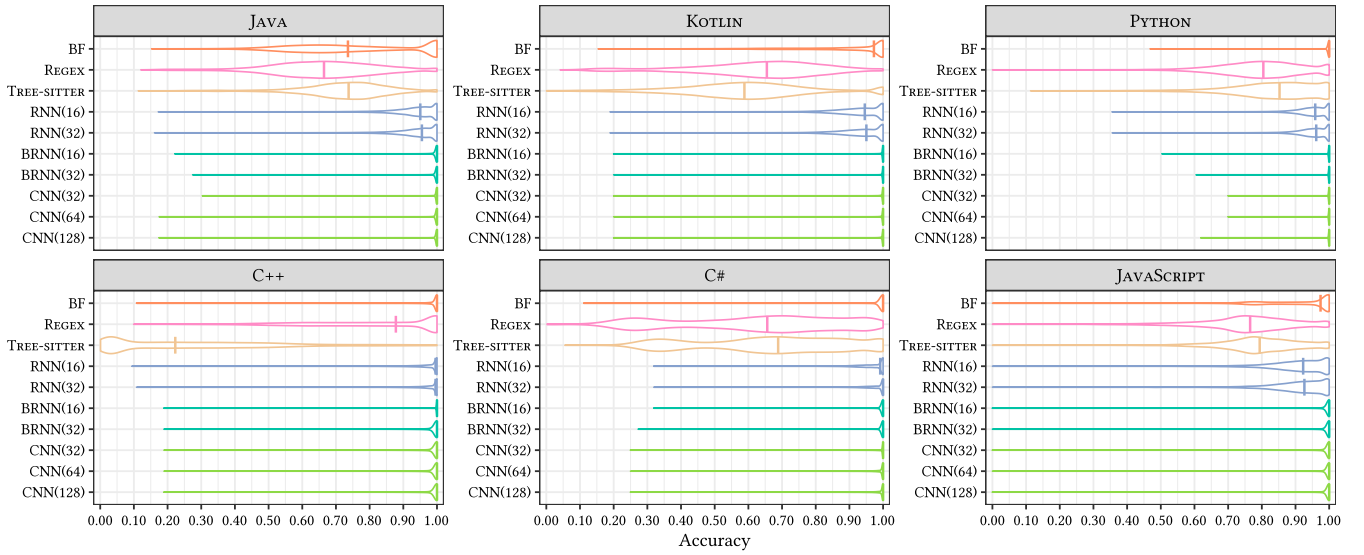 JAVA
KOTLIN
PYTHON
BF
REGEX
TREE-SITTER
RNN(16)
RNN(32)
BRNN(16)
BRNN(32)
CNN(32)
CNN(64)
CNN(128)
BF
REGEX
TREE-SITTER
RNN(16)
RNN(32)
BRNN(16)
BRNN(32)
CNN(32)
CNN(64)
CNN(128)
BF
REGEX
TREE-SITTER
RNN(16)
RNN(32)
BRNN(16)
BRNN(32)
CNN(32)
CNN(64)
CNN(128)
C++
C#
JAVASCRIPT
BF
REGEX
TREE-SITTER
RNN(16)
RNN(32)
BRNN(16)
BRNN(32)
CNN(32)
CNN(64)
CNN(128)
BF
REGEX
TREE-SITTER
RNN(16)
RNN(32)
BRNN(16)
BRNN(32)
CNN(32)
CNN(64)
CNN(128)
BF
REGEX
TREE-SITTER
RNN(16)
RNN(32)
BRNN(16)
BRNN(32)
CNN(32)
CNN(64)
CNN(128)
0.00 0.10 0.20 0.30 0.40 0.50 0.60 0.70 0.80 0.90 1.00
0.00 0.10 0.20 0.30 0.40 0.50 0.60 0.70 0.80 0.90 1.00
0.00 0.10 0.20 0.30 0.40 0.50 0.60 0.70 0.80 0.90 1.00
Accuracy